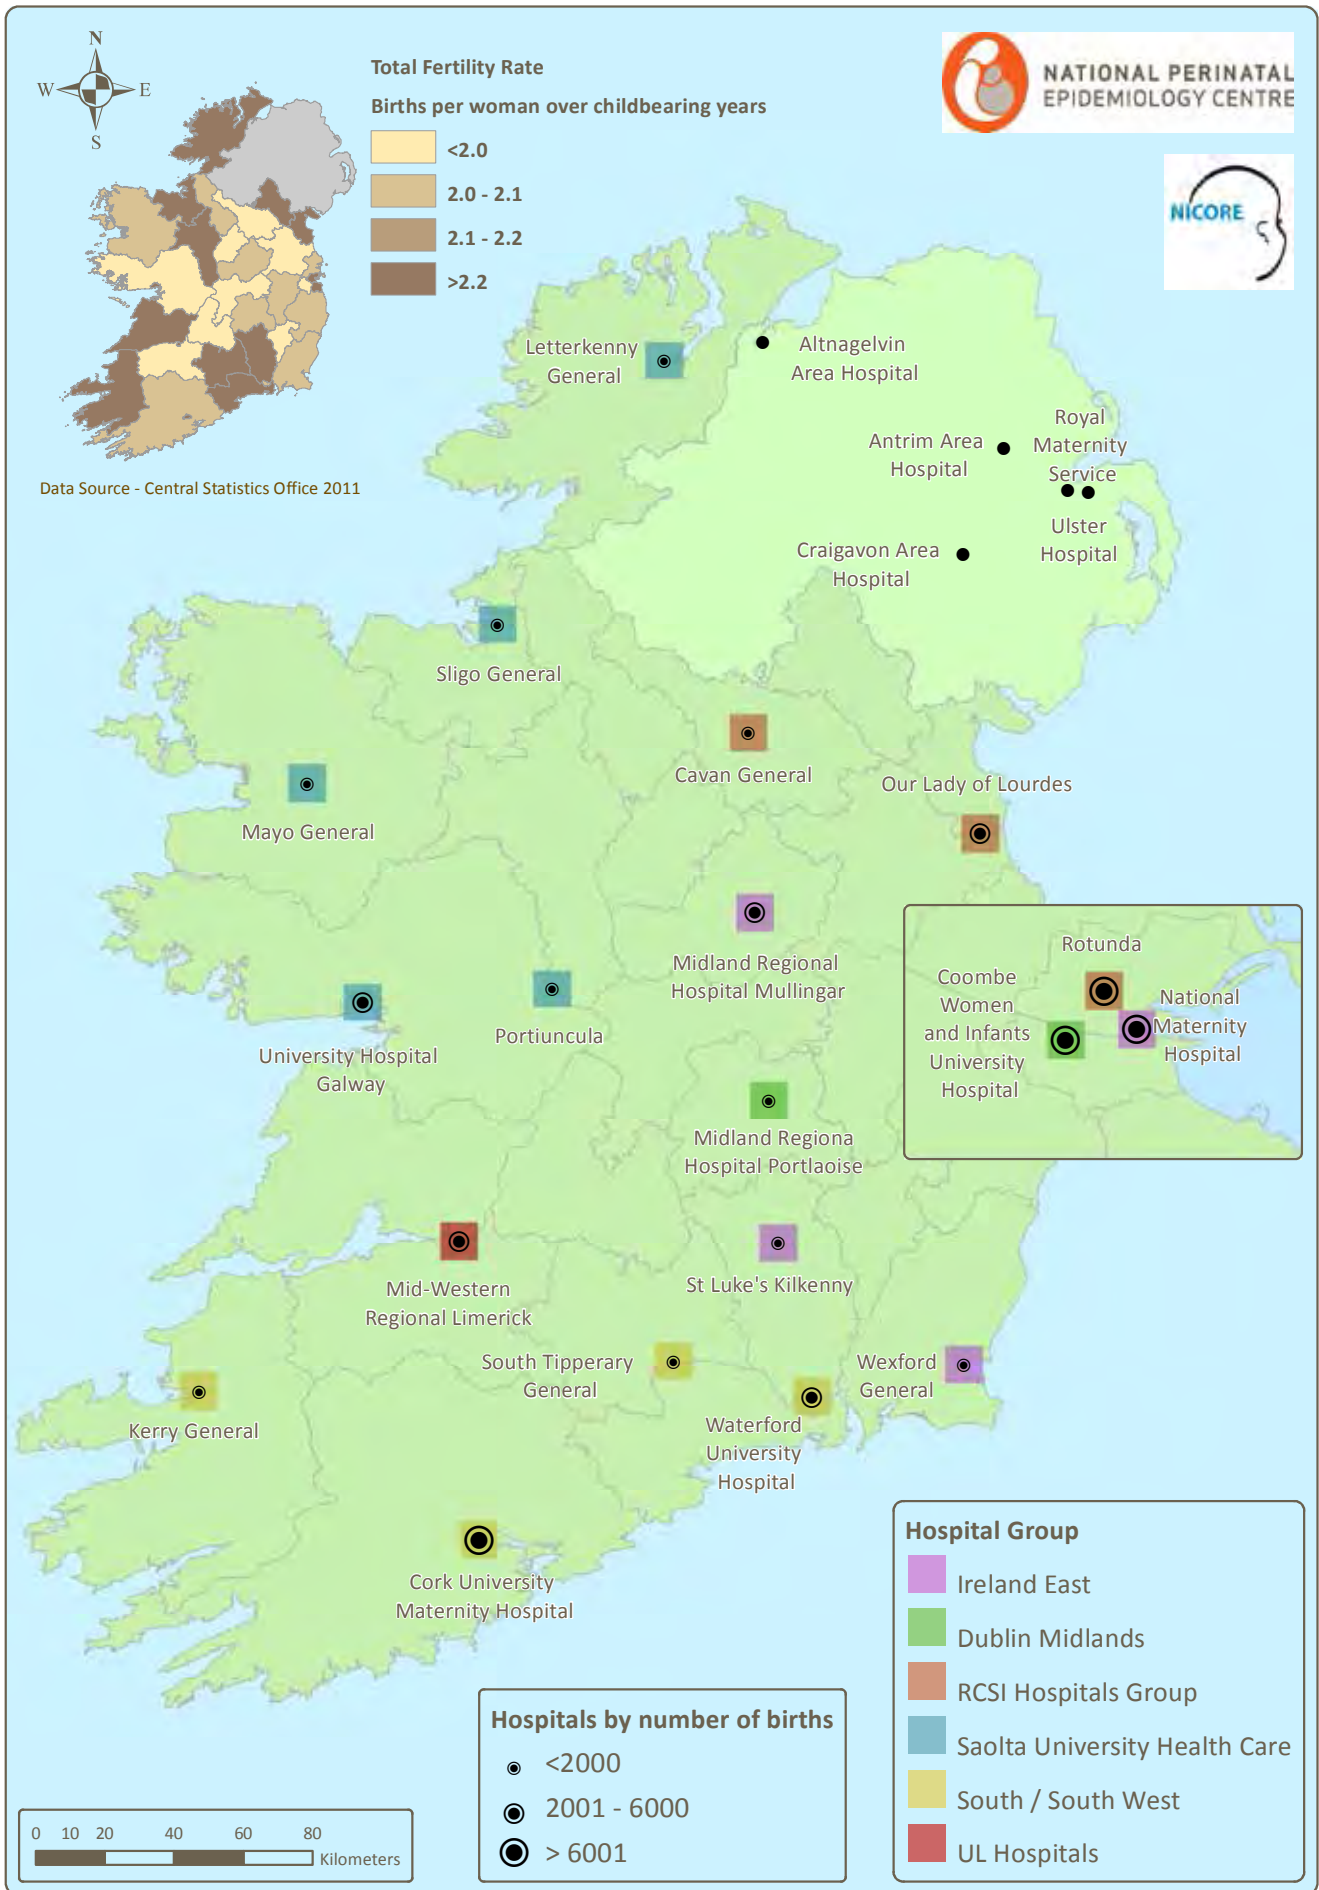 N
W
E
S
Total Fertility Rate
Births per woman over childbearing years
<2.0
2.0 - 2.1
2.1 - 2.2
>2.2
Data Source - Central Statistics Office 2011
NATIONAL PERINATAL
EPIDEMIOLOGY CENTRE
NICORE
Letterkenny
General
Altnagelvin
Area Hospital
Antrim Area
Hospital
Royal
Maternity
Service
Ulster
Hospital
Craigavon Area
Hospital
Sligo General
Cavan General
Our Lady of Lourdes
Mayo General
Midland Regional
Hospital Mullingar
Rotunda
Coombe
Women
and Infants
University
Hospital
National
Maternity
Hospital
University Hospital
Galway
Portiuncula
Midland Regiona
Hospital Portlaoise
Mid-Western
Regional Limerick
St Luke's Kilkenny
South Tipperary
General
Wexford
General
Kerry General
Waterford
University
Hospital
Cork University
Maternity Hospital
Hospital Group
Ireland East
Dublin Midlands
RCSI Hospitals Group
Saolta University Health Care
South / South West
UL Hospitals
Hospitals by number of births
<2000
2001 - 6000
> 6001
0 10 20 40 60 80
Kilometers